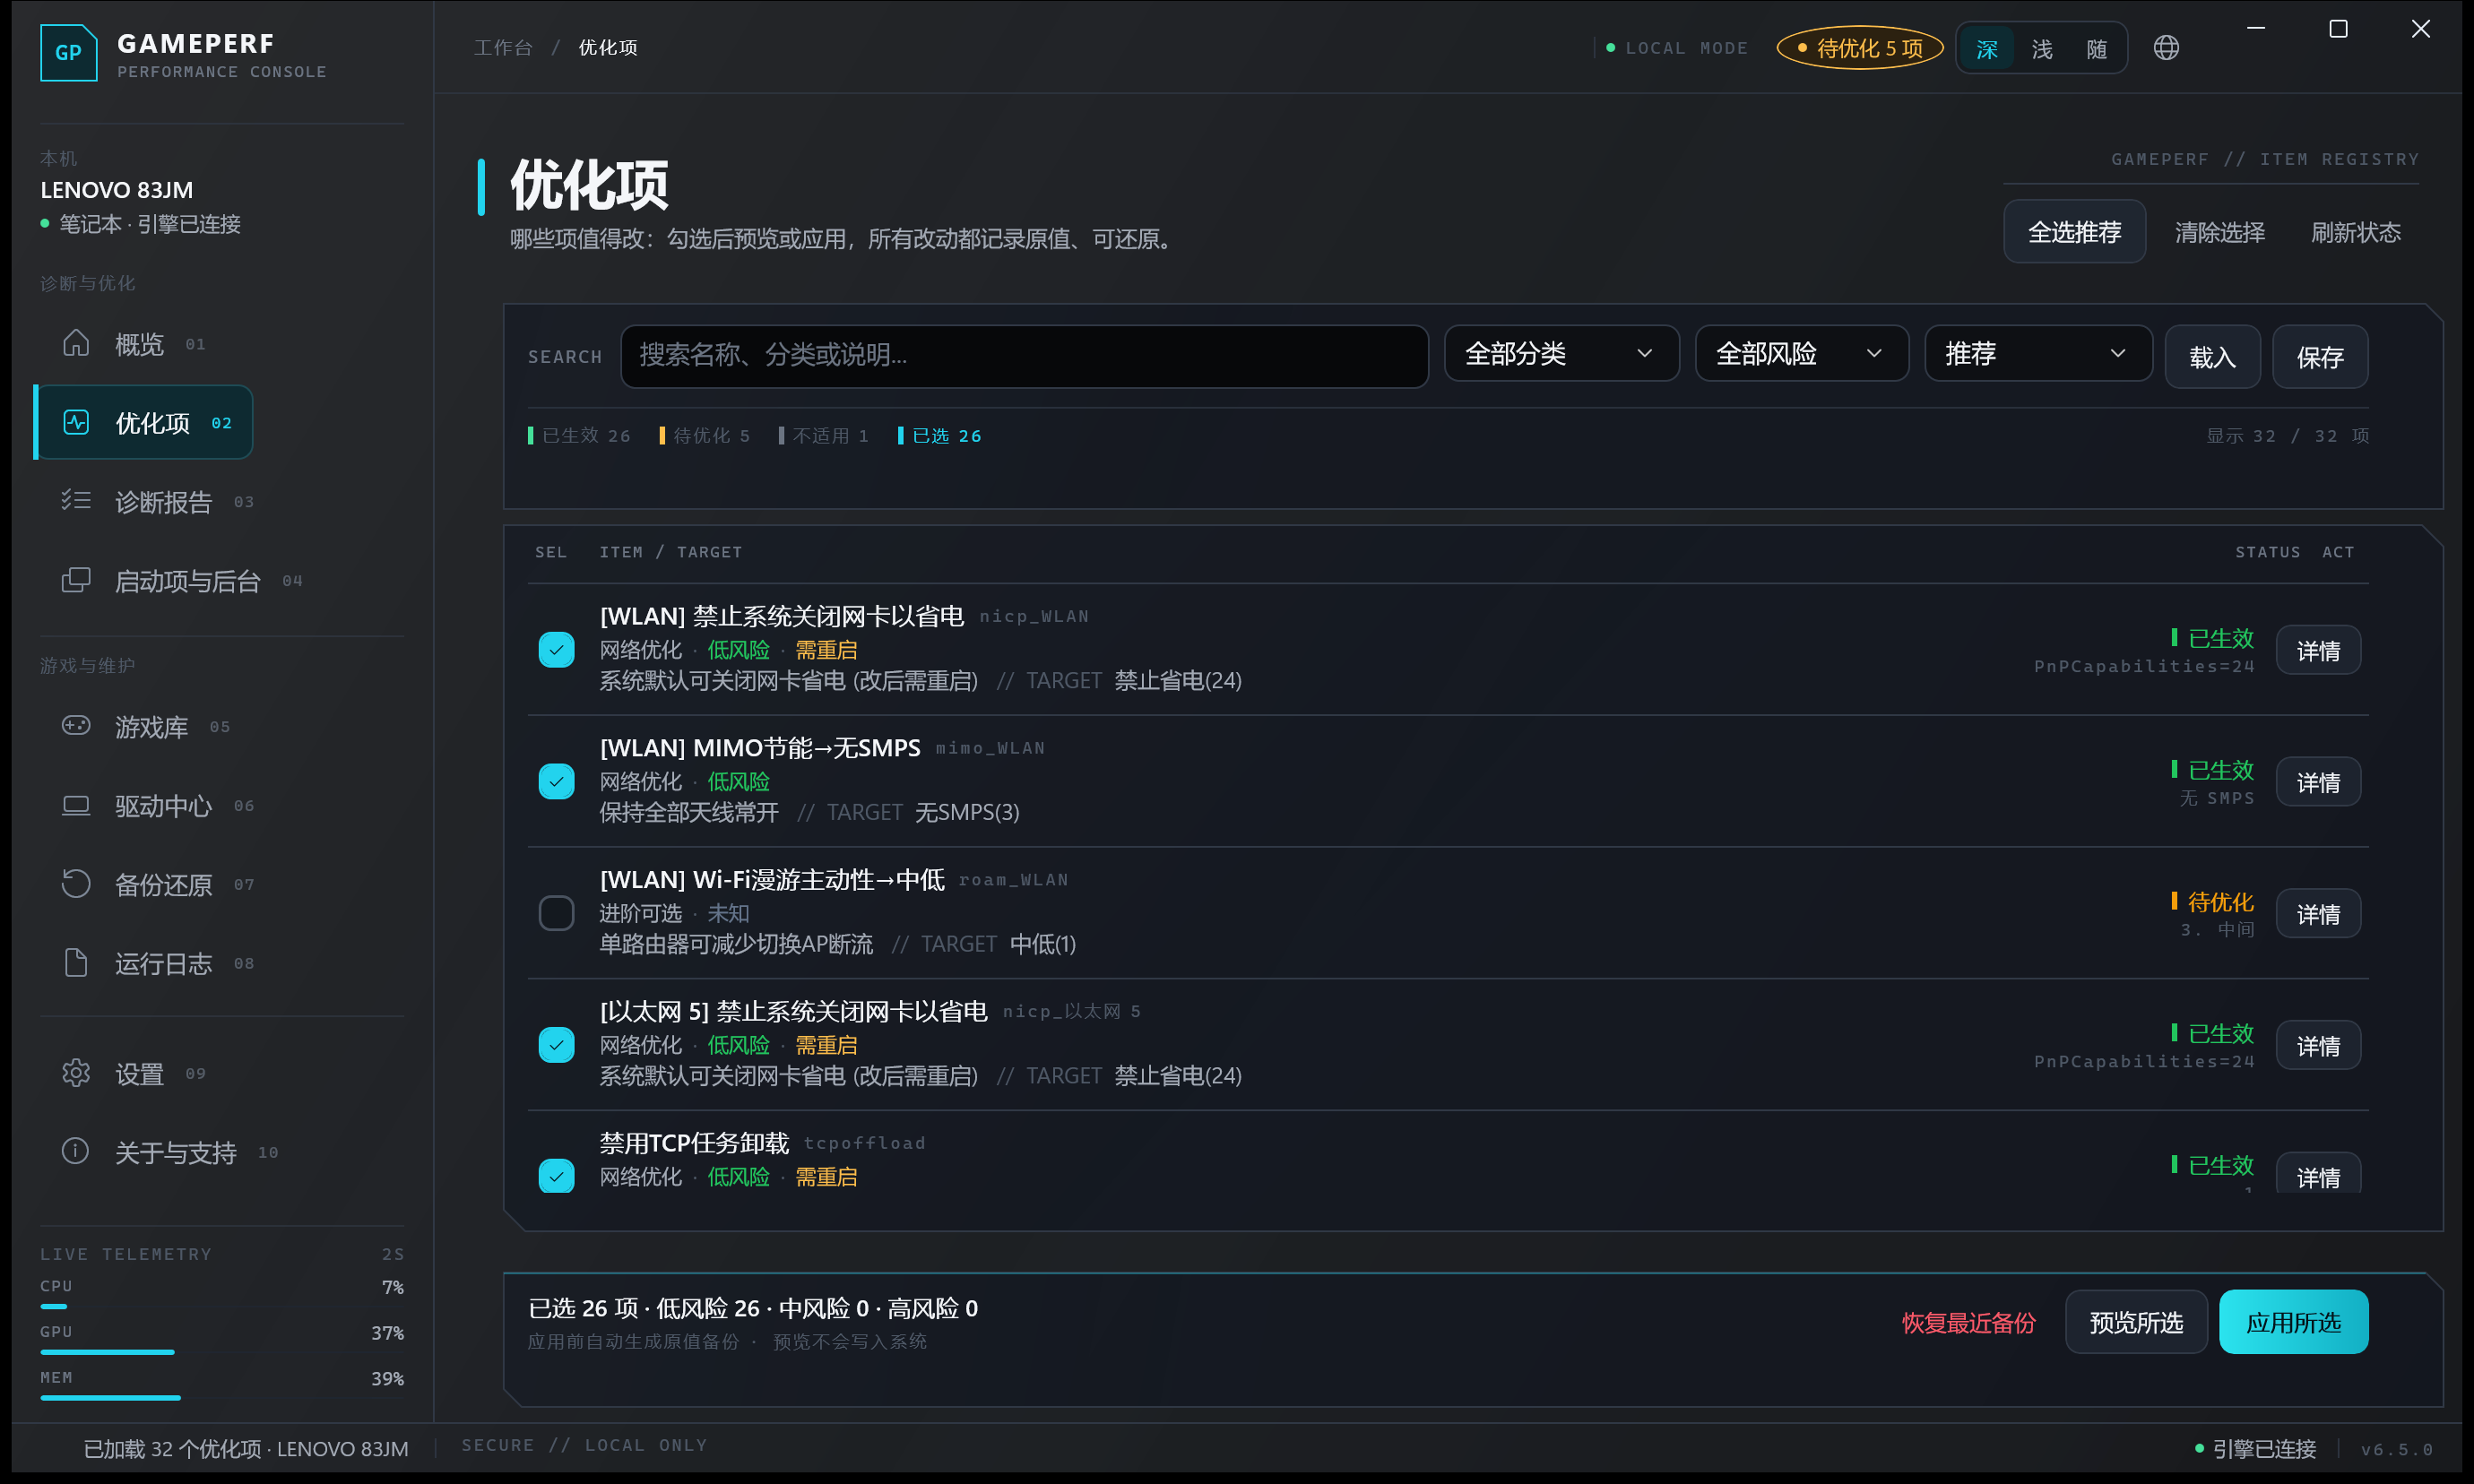 GP
GAMEPERF
PERFORMANCE CONSOLE
本机
LENOVO 83JM
笔记本 · 引擎已连接
诊断与优化
概览 01
优化项 02
诊断报告 03
启动项与后台 04
游戏与维护
游戏库 05
驱动中心 06
备份还原 07
运行日志 08
设置 09
关于与支持 10
LIVE TELEMETRY 2S
CPU 7%
GPU 37%
MEM 39%
工作台 / 优化项
LOCAL MODE
待优化 5 项
深 浅 随
优化项
哪些项值得改：勾选后预览或应用，所有改动都记录原值、可还原。
GAMEPERF // ITEM REGISTRY
全选推荐 清除选择 刷新状态
SEARCH 搜索名称、分类或说明... 全部分类 全部风险 推荐 载入 保存
已生效 26 待优化 5 不适用 1 已选 26 显示 32 / 32 项
SEL ITEM / TARGET STATUS ACT
[WLAN] 禁止系统关闭网卡以省电 nicp_WLAN
网络优化 · 低风险 · 需重启
系统默认可关闭网卡省电 (改后需重启) // TARGET 禁止省电(24)
已生效
PnPCapabilities=24
详情
[WLAN] MIMO节能→无SMPS mimo_WLAN
网络优化 · 低风险
保持全部天线常开 // TARGET 无SMPS(3)
已生效
无 SMPS
详情
[WLAN] Wi-Fi漫游主动性→中低 roam_WLAN
进阶可选 · 未知
单路由器可减少切换AP断流 // TARGET 中低(1)
待优化
3. 中间
详情
[以太网 5] 禁止系统关闭网卡以省电 nicp_以太网 5
网络优化 · 低风险 · 需重启
系统默认可关闭网卡省电 (改后需重启) // TARGET 禁止省电(24)
已生效
PnPCapabilities=24
详情
禁用TCP任务卸载 tcpoffload
网络优化 · 低风险 · 需重启
已生效
详情
已选 26 项 · 低风险 26 · 中风险 0 · 高风险 0
应用前自动生成原值备份 · 预览不会写入系统
恢复最近备份 预览所选 应用所选
已加载 32 个优化项 · LENOVO 83JM
SECURE // LOCAL ONLY
引擎已连接
v6.5.0